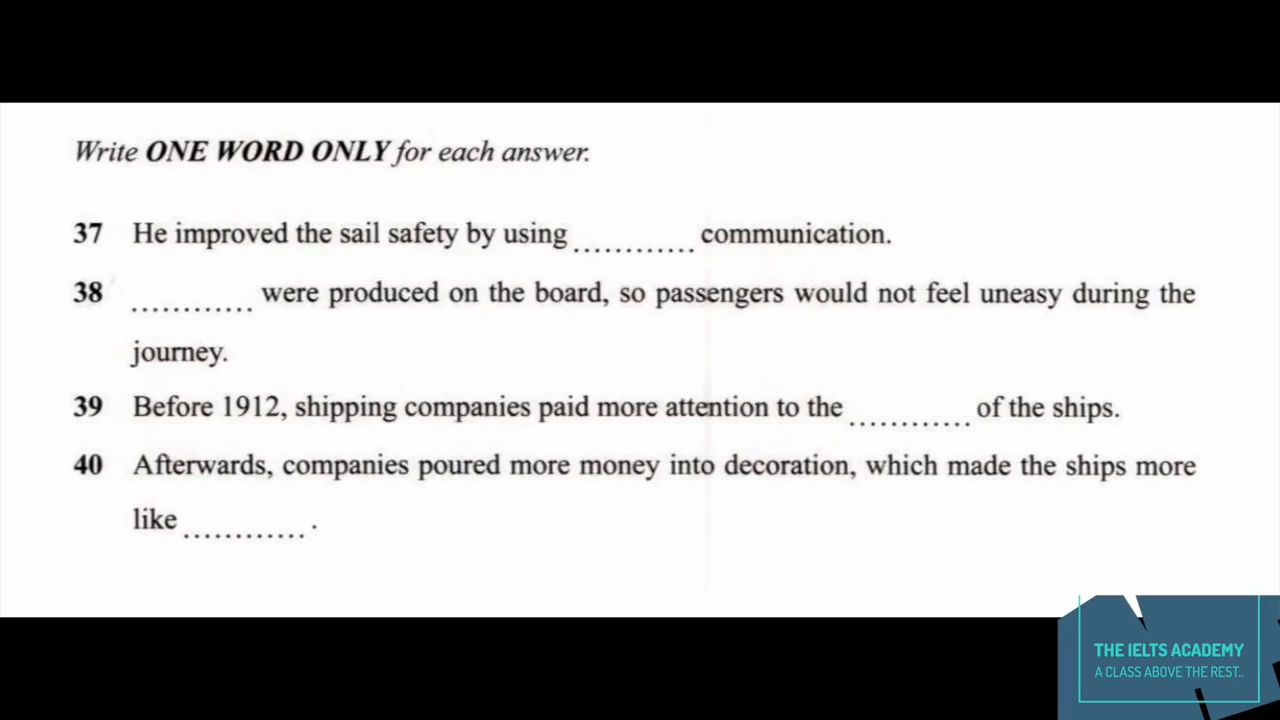 Write ONE WORD ONLY for each answer.
37 He improved the sail safety by using ............ communication.
38 ............ were produced on the board, so passengers would not feel uneasy during the
journey.
39 Before 1912, shipping companies paid more attention to the ............ of the ships.
40 Afterwards, companies poured more money into decoration, which made the ships more
like ............ .
THE IELTS ACADEMY
A CLASS ABOVE THE REST..